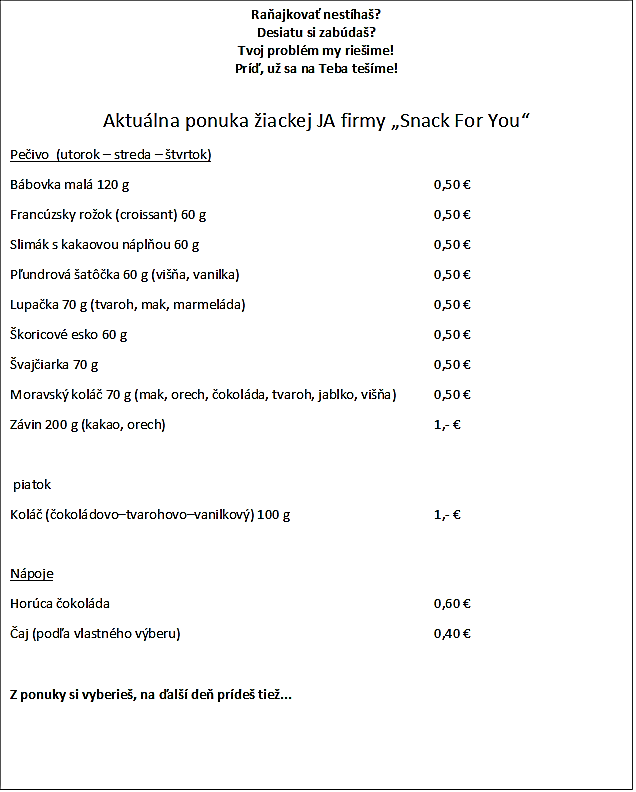 Raňajkovať nestíhaš?
Desiatu si zabúdaš?
Tvoj problém my riešime!
Príď, už sa na Teba tešíme!
Aktuálna ponuka žiackej JA firmy „Snack For You“
Pečivo (utorok – streda – štvrtok)
Bábovka malá 120 g 0,50 €
Francúzsky rožok (croissant) 60 g 0,50 €
Slimák s kakaovou náplňou 60 g 0,50 €
Pľundrová šatôčka 60 g (višňa, vanilka) 0,50 €
Lupačka 70 g (tvaroh, mak, marmeláda) 0,50 €
Škoricové esko 60 g 0,50 €
Švajčiarka 70 g 0,50 €
Moravský koláč 70 g (mak, orech, čokoláda, tvaroh, jablko, višňa) 0,50 €
Závin 200 g (kakao, orech) 1,- €
piatok
Koláč (čokoládovo–tvarohovo–vanilkový) 100 g 1,- €
Nápoje
Horúca čokoláda 0,60 €
Čaj (podľa vlastného výberu) 0,40 €
Z ponuky si vyberieš, na ďalší deň prídeš tiež...